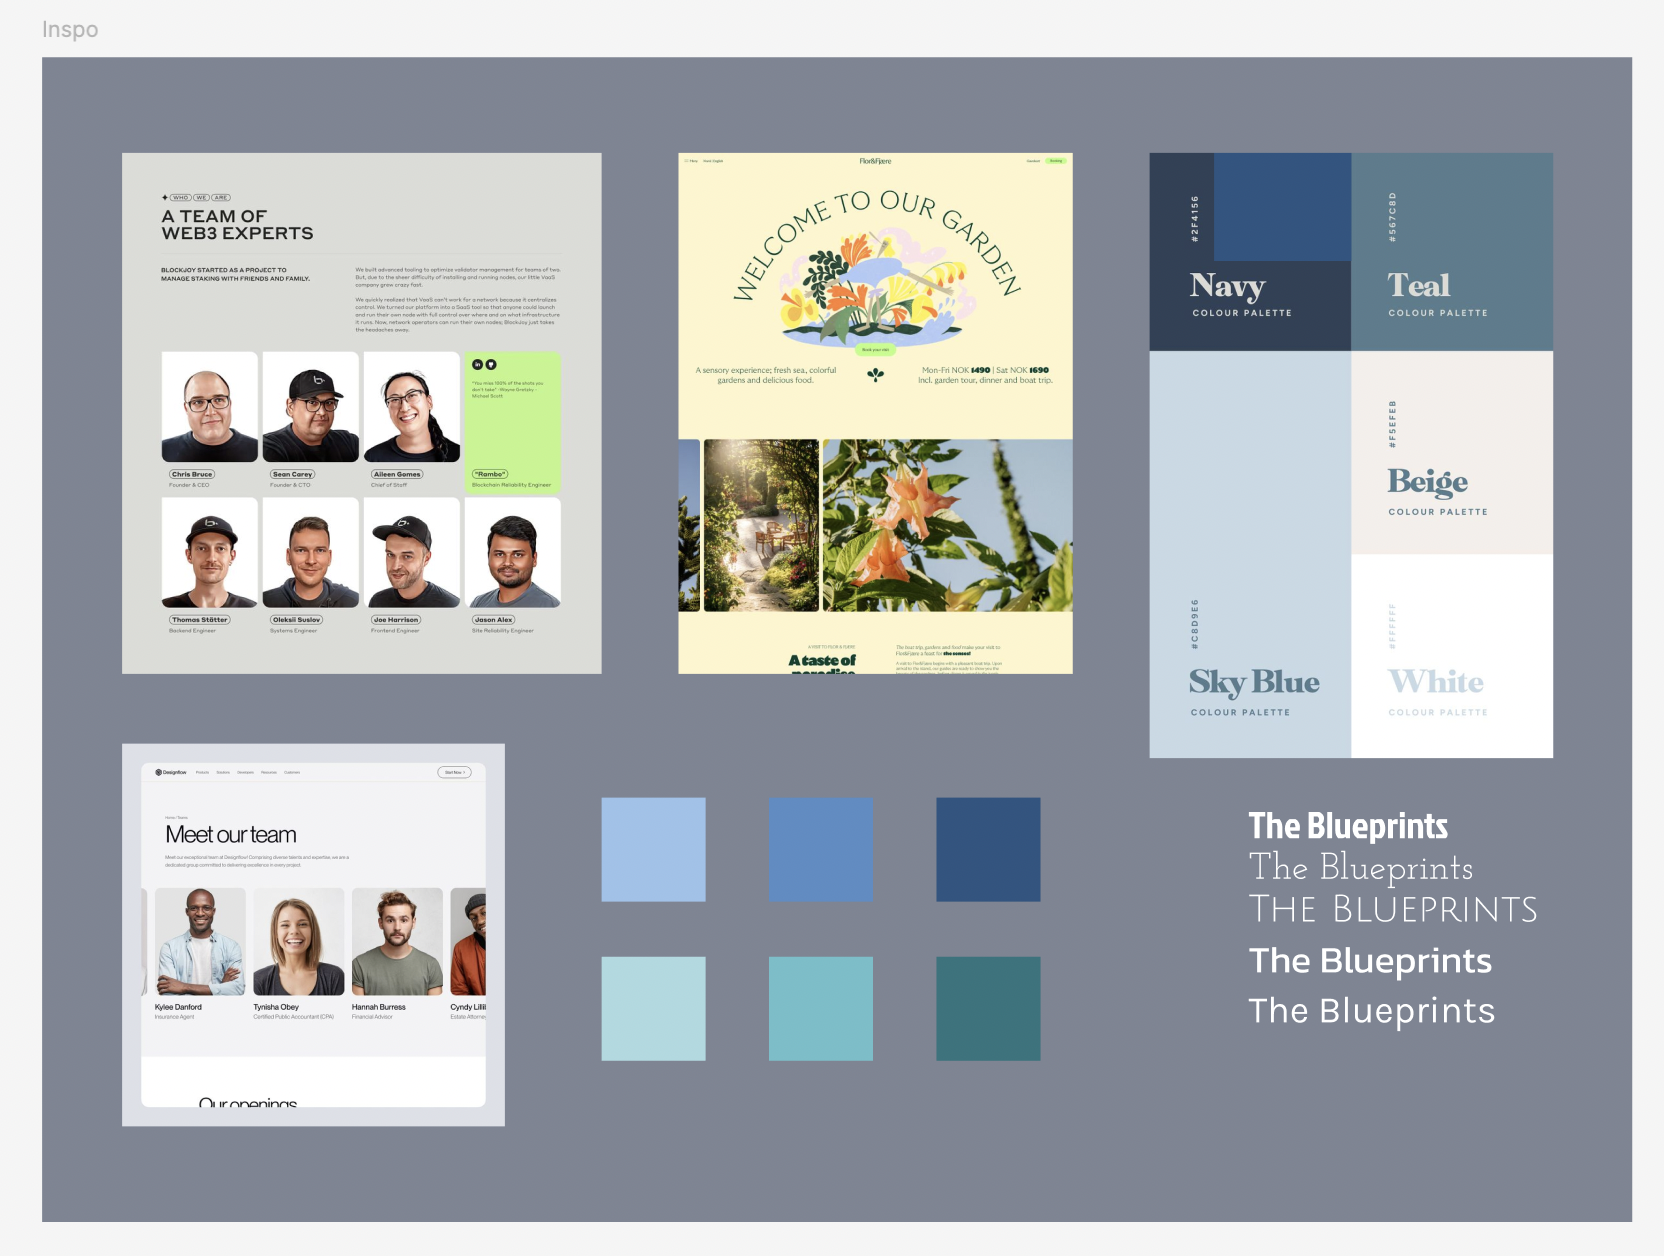 Inspo
WHO WE ARE
A TEAM OF
WEB3 EXPERTS
BLOCKJOY STARTED AS A PROJECT TO
MANAGE STAKING WITH FRIENDS AND FAMILY.
We built advanced tooling to optimize validator management for teams of two.
But, due to the sheer difficulty of installing and running nodes, our little VaaS
company grew crazy fast.
We quickly realized that VaaS can't work for a network because it centralizes
control. We turned our platform into a SaaS tool so that anyone could launch
and run their own node with full control over where and on what infrastructure
it runs. Now, network operators can run their own nodes; BlockJoy just takes
the headaches away.
in
"You miss 100% of the shots you
don't take" -Wayne Gretzky -
Michael Scott
Chris Bruce
Founder & CEO
Sean Carey
Founder & CTO
Aileen Gomes
Chief of Staff
"Rambo"
Blockchain Reliability Engineer
Thomas Stötter
Backend Engineer
Oleksii Suslov
Systems Engineer
Joe Harrison
Frontend Engineer
Jason Alex
Site Reliability Engineer
Menu
Flor&Fjære
Booking
WELCOME TO OUR GARDEN
Book your visit
A sensory experience; fresh sea, colorful
gardens and delicious food.
Mon-Fri NOK 1490 | Sat NOK 1690
Incl. garden tour, dinner and boat trip.
A VISIT TO FLOR & FJÆRE
A taste of
paradise
The boat trip, gardens and food make your visit to
Flor&Fjære a feast for the senses!
#2F4156
Navy
COLOUR PALETTE
#567C8D
Teal
COLOUR PALETTE
#F5EFEB
Beige
COLOUR PALETTE
#C8D9E6
Sky Blue
COLOUR PALETTE
#FFFFFF
White
COLOUR PALETTE
Designflow
Products
Solutions
Developers
Resources
Customers
Start Now
Home / Team
Meet our team
Meet our exceptional team at Designflow! Comprising diverse talents and expertise, we are a
dedicated group committed to delivering excellence in every project.
Kylee Danford
Insurance Agent
Tynisha Obey
Certified Public Accountant (CPA)
Hannah Burress
Financial Advisor
Cyndy Lilli
Estate Attorne
Our openings
The Blueprints
The Blueprints
THE BLUEPRINTS
The Blueprints
The Blueprints